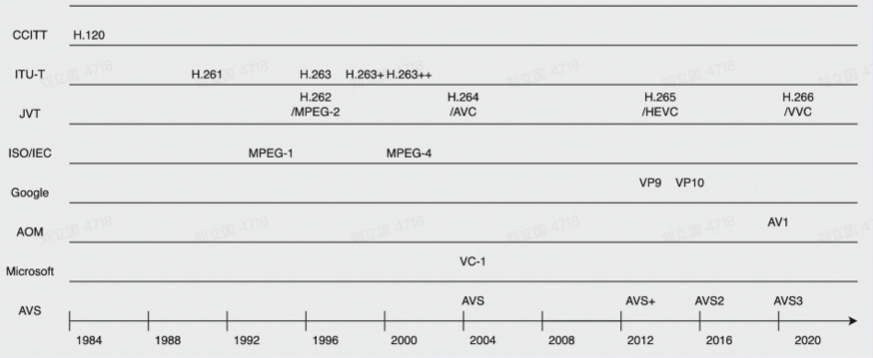 CCITT H.120
ITU-T H.261 H.263 H.263+ H.263++
JVT H.262 /MPEG-2 H.264 /AVC H.265 /HEVC H.266 /VVC
ISO/IEC MPEG-1 MPEG-4
Google VP9 VP10
AOM AV1
Microsoft VC-1
AVS AVS AVS+ AVS2 AVS3
1984 1988 1992 1996 2000 2004 2008 2012 2016 2020